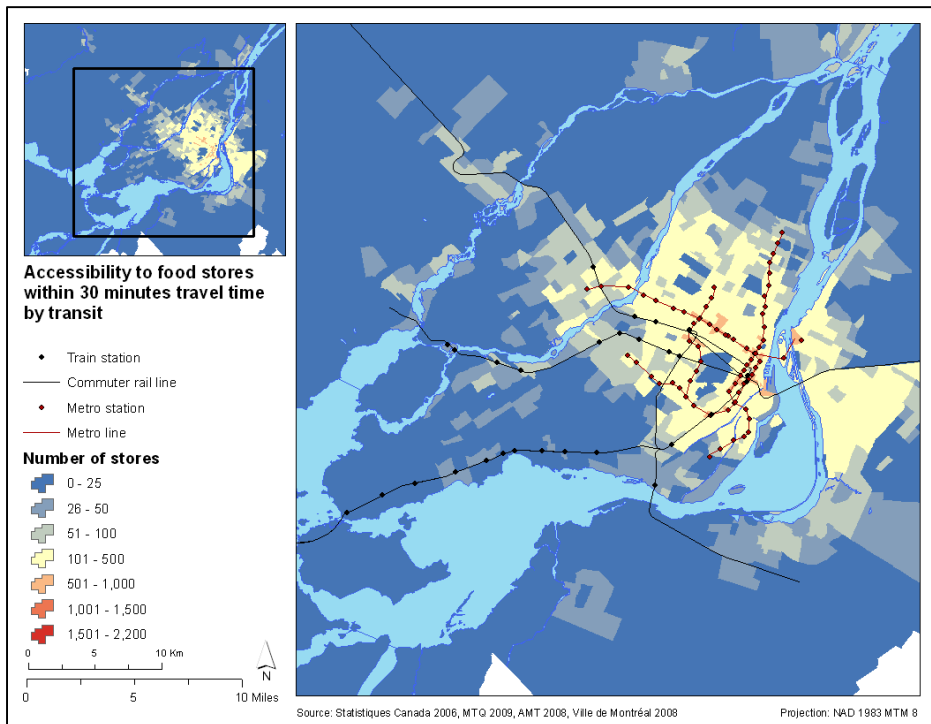 Accessibility to food stores
within 30 minutes travel time
by transit
Train station
Commuter rail line
Metro station
Metro line
Number of stores
0 - 25
26 - 50
51 - 100
101 - 500
501 - 1,000
1,001 - 1,500
1,501 - 2,200
0 5 10 Km
N
0 5 10 Miles
Source: Statistiques Canada 2006, MTQ 2009, AMT 2008, Ville de Montréal 2008
Projection: NAD 1983 MTM 8